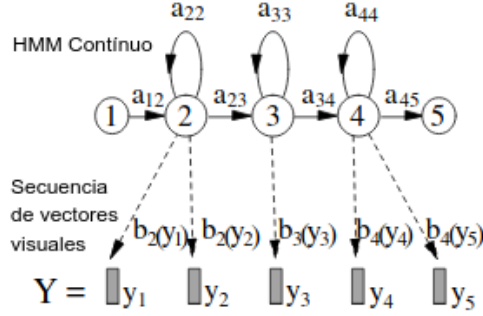 a22 a33 a44
HMM Contínuo
a12 a23 a34 a45
1 2 3 4 5
Secuencia
de vectores
visuales
b2(y1) b2(y2) b3(y3) b4(y4) b4(y5)
Y = y1 y2 y3 y4 y5